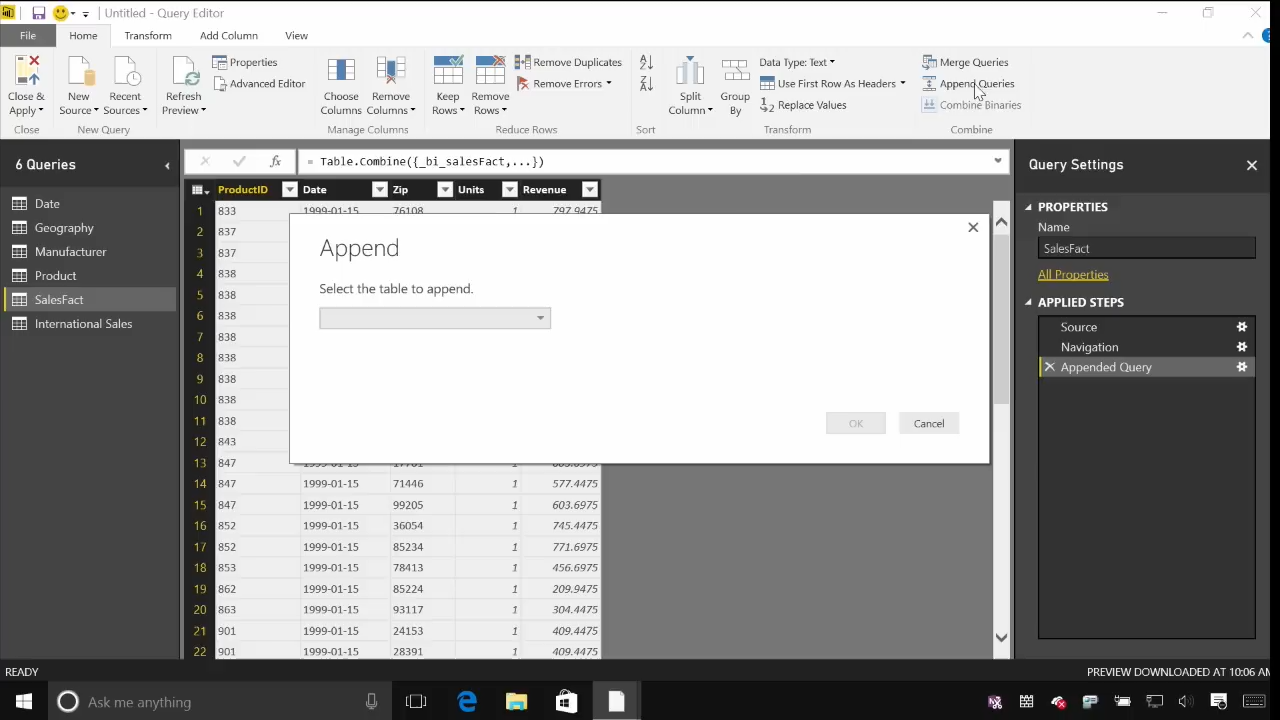 Untitled - Query Editor
File Home Transform Add Column View
Close & Apply
New Source
Recent Sources
Refresh Preview
Properties
Advanced Editor
Choose Columns
Remove Columns
Keep Rows
Remove Rows
Remove Duplicates
Remove Errors
Split Column
Group By
Data Type: Text
Use First Row As Headers
Replace Values
Merge Queries
Append Queries
Combine Binaries
Close New Query Manage Columns Reduce Rows Sort Transform Combine
6 Queries
Date
Geography
Manufacturer
Product
SalesFact
International Sales
fx = Table.Combine({_bi_salesFact,...})
ProductID Date Zip Units Revenue
1 833 1999-01-15 76108 1 797.9475
2 837
3 837
4 838
5 838
6 838
7 838
8 838
9 838
10 838
11 838
12 843
13 847 1999-01-15 1
14 847 1999-01-15 71446 1 577.4475
15 847 1999-01-15 99205 1 603.6975
16 852 1999-01-15 36054 1 745.4475
17 852 1999-01-15 85234 1 771.6975
18 853 1999-01-15 78413 1 456.6975
19 862 1999-01-15 85224 1 209.9475
20 863 1999-01-15 93117 1 304.4475
21 901 1999-01-15 24153 1 409.4475
22 901 1999-01-15 28391 1 409.4475
Append
Select the table to append.
OK Cancel
Query Settings
PROPERTIES
Name
SalesFact
All Properties
APPLIED STEPS
Source
Navigation
Appended Query
READY
PREVIEW DOWNLOADED AT 10:06 AM
Ask me anything